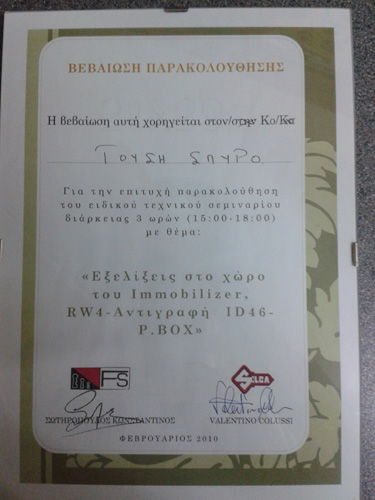 ΒΕΒΑΙΩΣΗ ΠΑΡΑΚΟΛΟΥΘΗΣΗΣ
Η βεβαίωση αυτή χορηγείται στον/στην Κο/Κα
ΤΟΥΣΗ ΣΠΥΡΟ
Για την επιτυχή παρακολούθηση
του ειδικού τεχνικού σεμιναρίου
διάρκειας 3 ωρών (15:00-18:00)
με θέμα:
«Εξελίξεις στο χώρο
του Immobilizer,
RW4-Αντιγραφή ID46-
P.BOX»
FS SILCA
ΣΩΤΗΡΟΠΟΥΛΟΣ ΚΩΝΣΤΑΝΤΙΝΟΣ VALENTINO COLUSSI
ΦΕΒΡΟΥΑΡΙΟΣ 2010